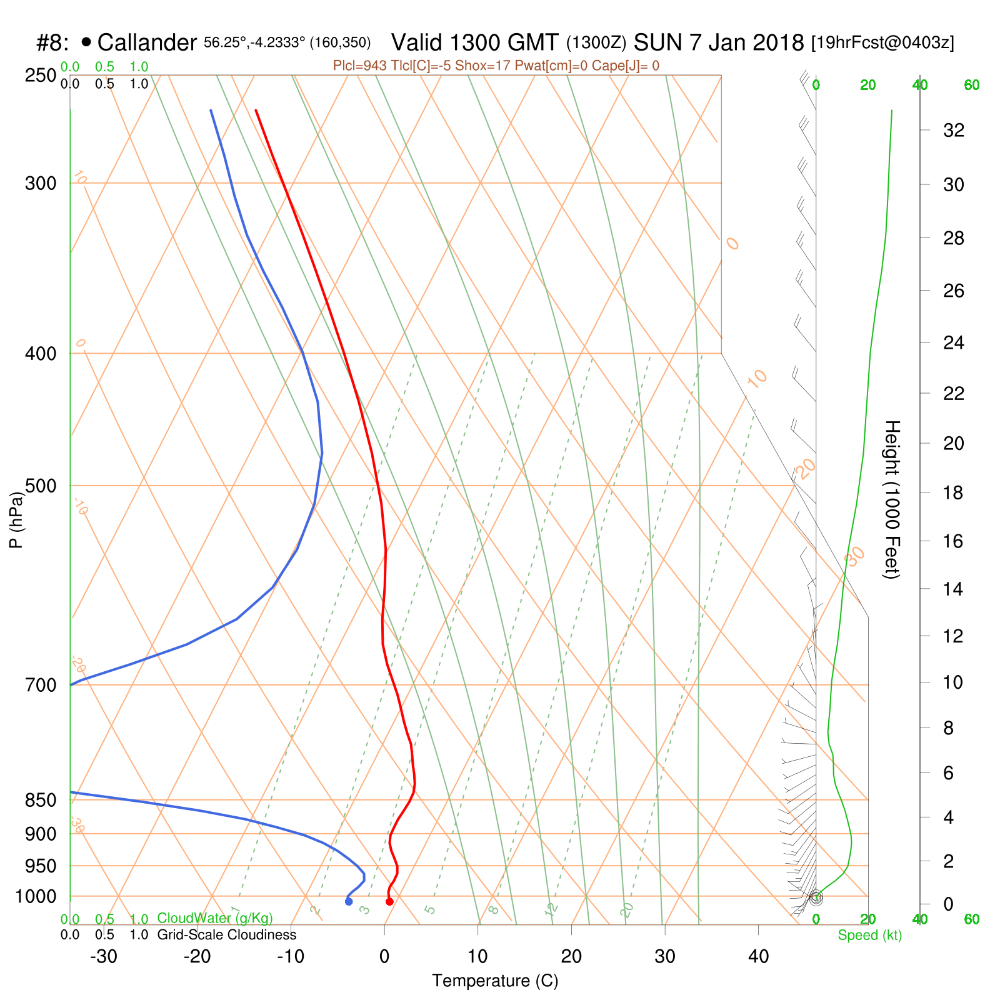 #8: ● Callander 56.25°,-4.2333° (160,350) Valid 1300 GMT (1300Z) SUN 7 Jan 2018 [19hrFcst@0403z]
Plcl=943 Tlcl[C]=-5 Shox=17 Pwat[cm]=0 Cape[J]= 0
0.0 0.5 1.0
0.0 0.5 1.0
0 20 40 60
250
300
400
500
700
850
900
950
1000
P (hPa)
10
0
-10
-20
-30
0
10
20
30
32
30
28
26
24
22
20
18
16
14
12
10
8
6
4
2
0
Height (1000 Feet)
1 2 3 5 8 12 20
0.0 0.5 1.0 CloudWater (g/Kg)
0.0 0.5 1.0 Grid-Scale Cloudiness
0 20 40 60
Speed (kt)
-30 -20 -10 0 10 20 30 40
Temperature (C)